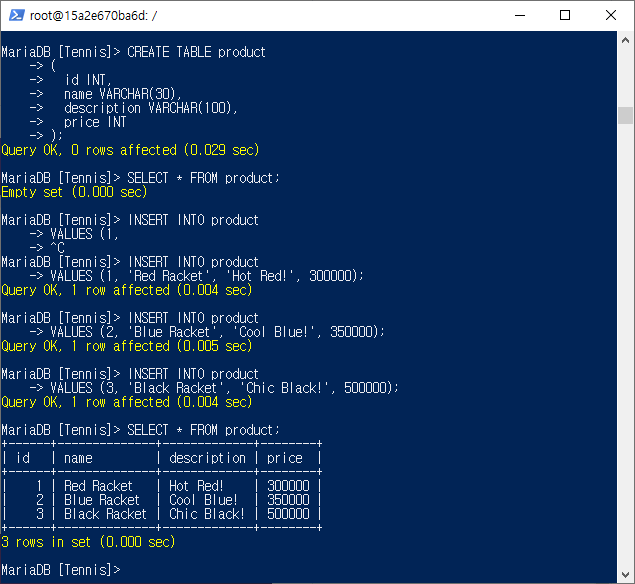 root@15a2e670ba6d: /
MariaDB [Tennis]> CREATE TABLE product
    -> (
    ->   id INT,
    ->   name VARCHAR(30),
    ->   description VARCHAR(100),
    ->   price INT
    -> );
Query OK, 0 rows affected (0.029 sec)
MariaDB [Tennis]> SELECT * FROM product;
Empty set (0.000 sec)
MariaDB [Tennis]> INSERT INTO product
    -> VALUES (1,
    -> ^C
MariaDB [Tennis]> INSERT INTO product
    -> VALUES (1, 'Red Racket', 'Hot Red!', 300000);
Query OK, 1 row affected (0.004 sec)
MariaDB [Tennis]> INSERT INTO product
    -> VALUES (2, 'Blue Racket', 'Cool Blue!', 350000);
Query OK, 1 row affected (0.005 sec)
MariaDB [Tennis]> INSERT INTO product
    -> VALUES (3, 'Black Racket', 'Chic Black!', 500000);
Query OK, 1 row affected (0.004 sec)
MariaDB [Tennis]> SELECT * FROM product;
+------+--------------+-------------+--------+
| id   | name         | description | price  |
+------+--------------+-------------+--------+
|    1 | Red Racket   | Hot Red!    | 300000 |
|    2 | Blue Racket  | Cool Blue!  | 350000 |
|    3 | Black Racket | Chic Black! | 500000 |
+------+--------------+-------------+--------+
3 rows in set (0.000 sec)
MariaDB [Tennis]>